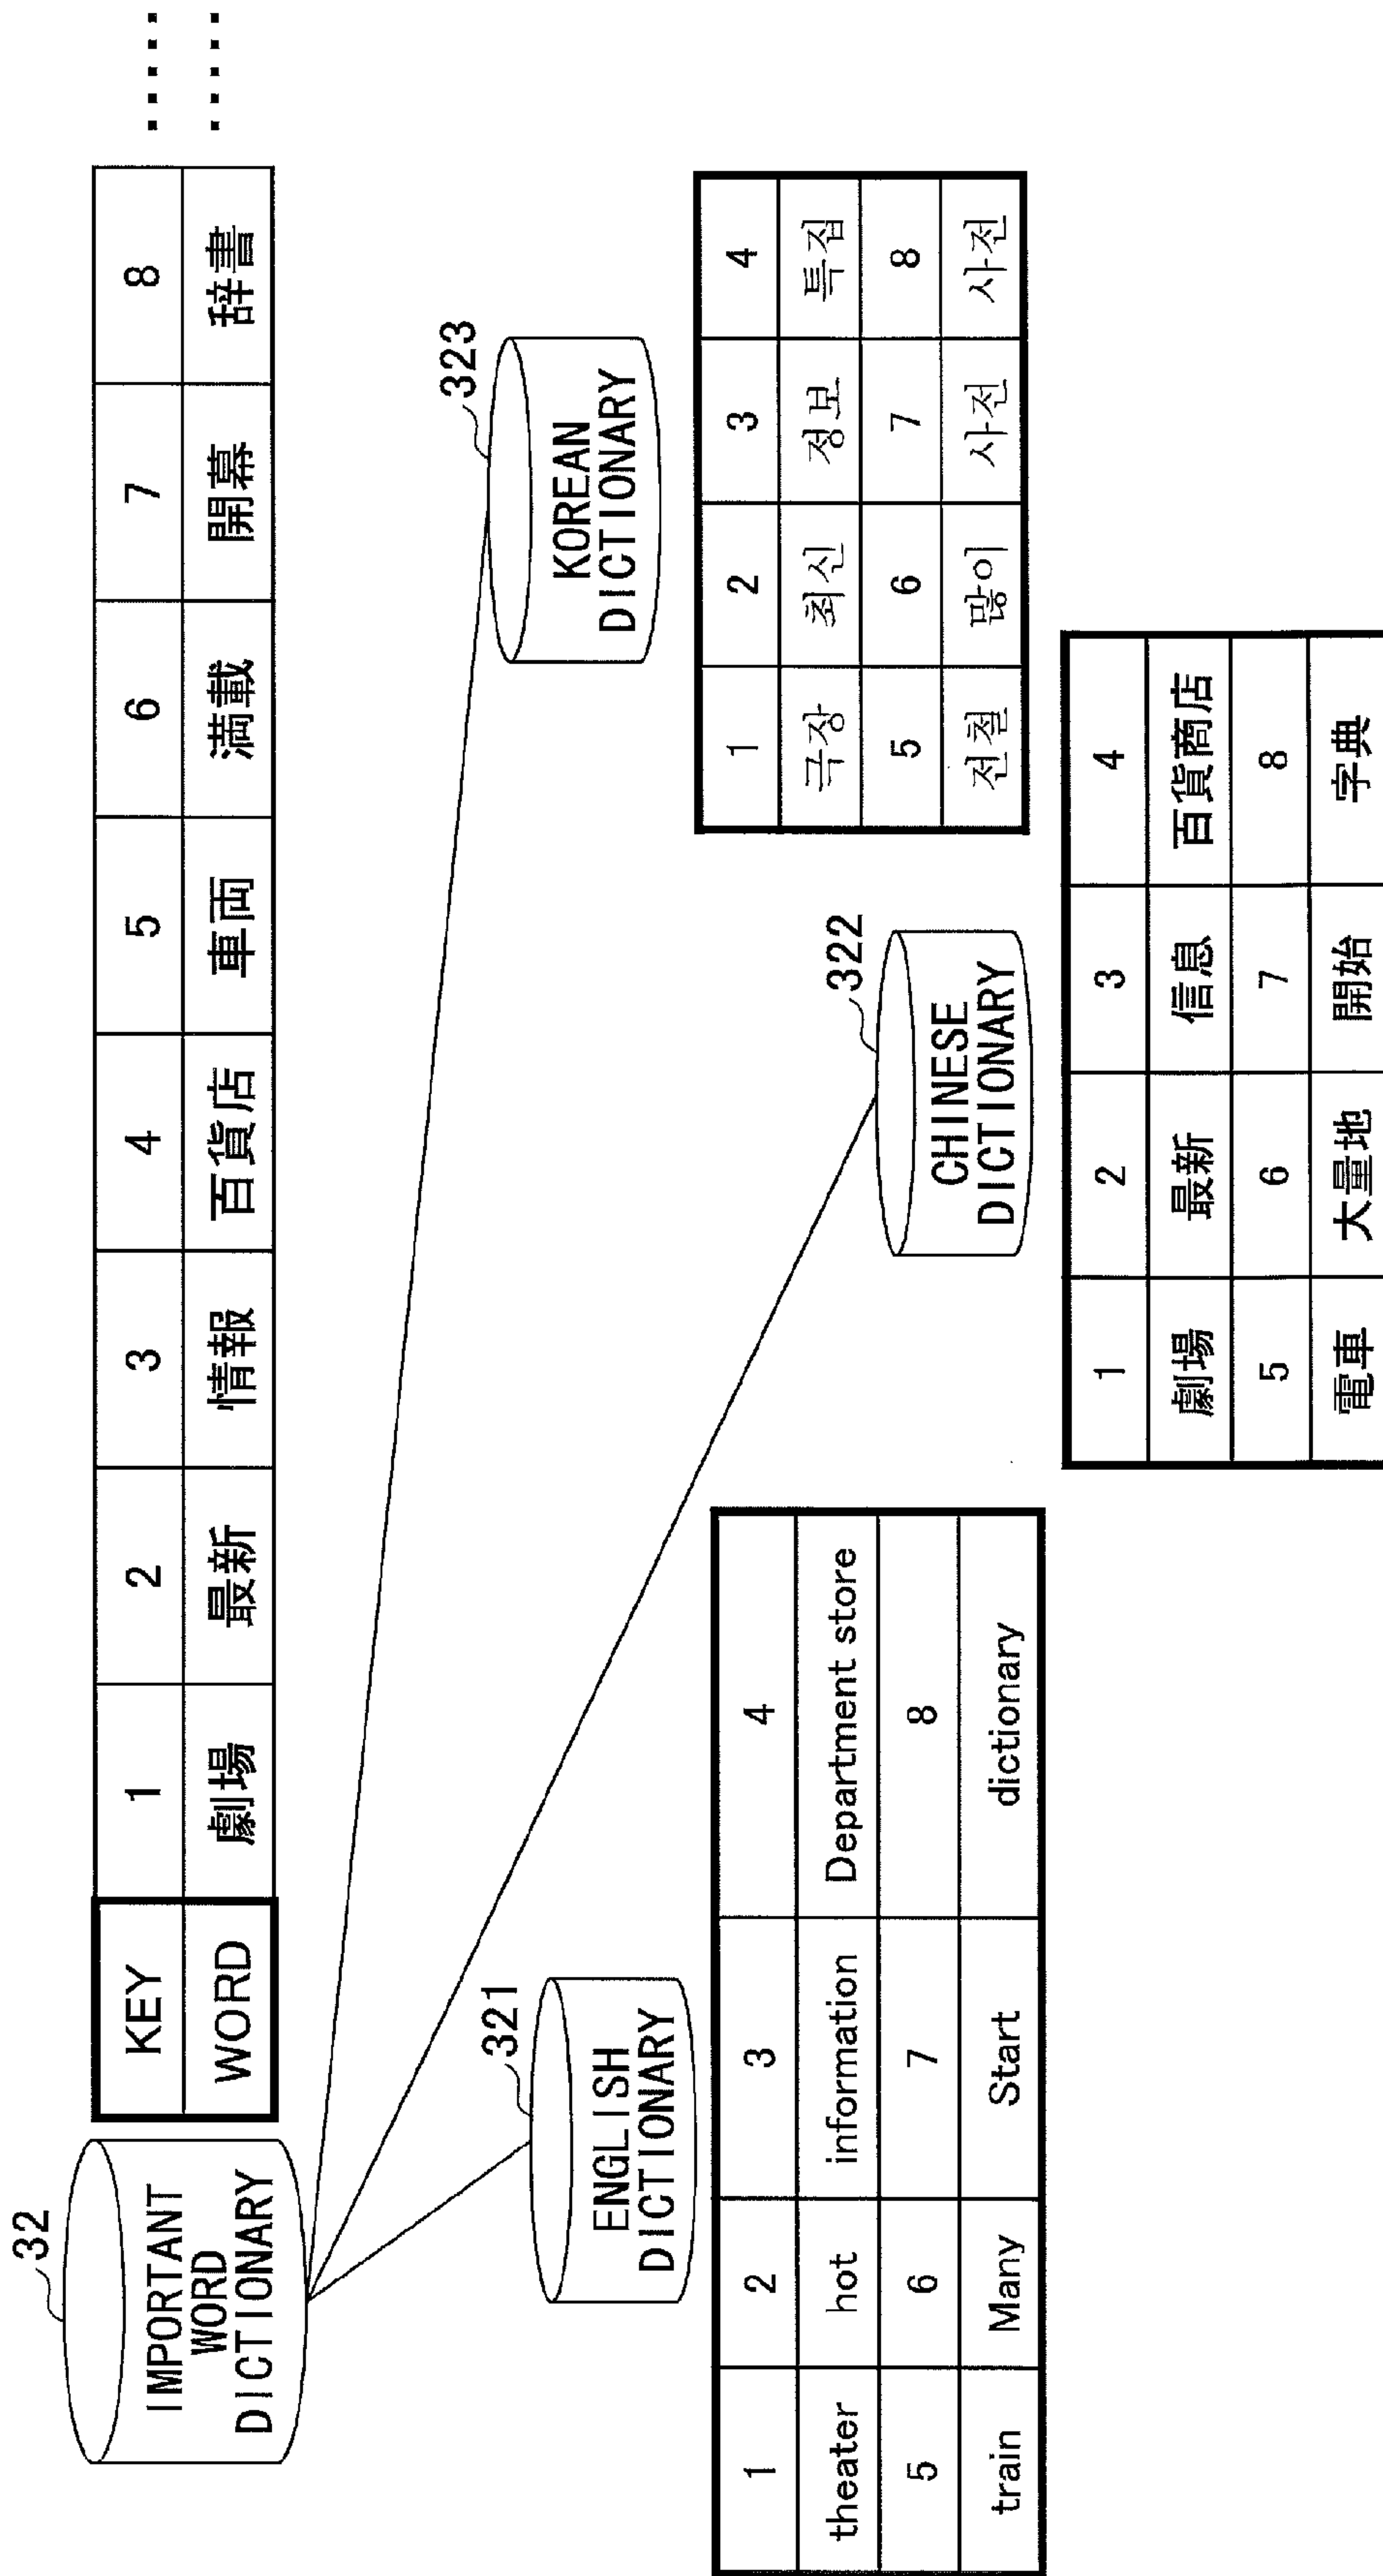 32
IMPORTANT
WORD
DICTIONARY
KEY 1 2 3 4 5 6 7 8 ·····
WORD 劇場 最新 情報 百貨店 車両 満載 開幕 辞書 ·····
321
ENGLISH
DICTIONARY
1 2 3 4
theater hot information Department store
5 6 7 8
train Many Start dictionary
322
CHINESE
DICTIONARY
1 2 3 4
劇場 最新 信息 百貨商店
5 6 7 8
電車 大量地 開始 字典
323
KOREAN
DICTIONARY
1 2 3 4
극장 최신 정보 특집
5 6 7 8
전철 많이 사전 사전